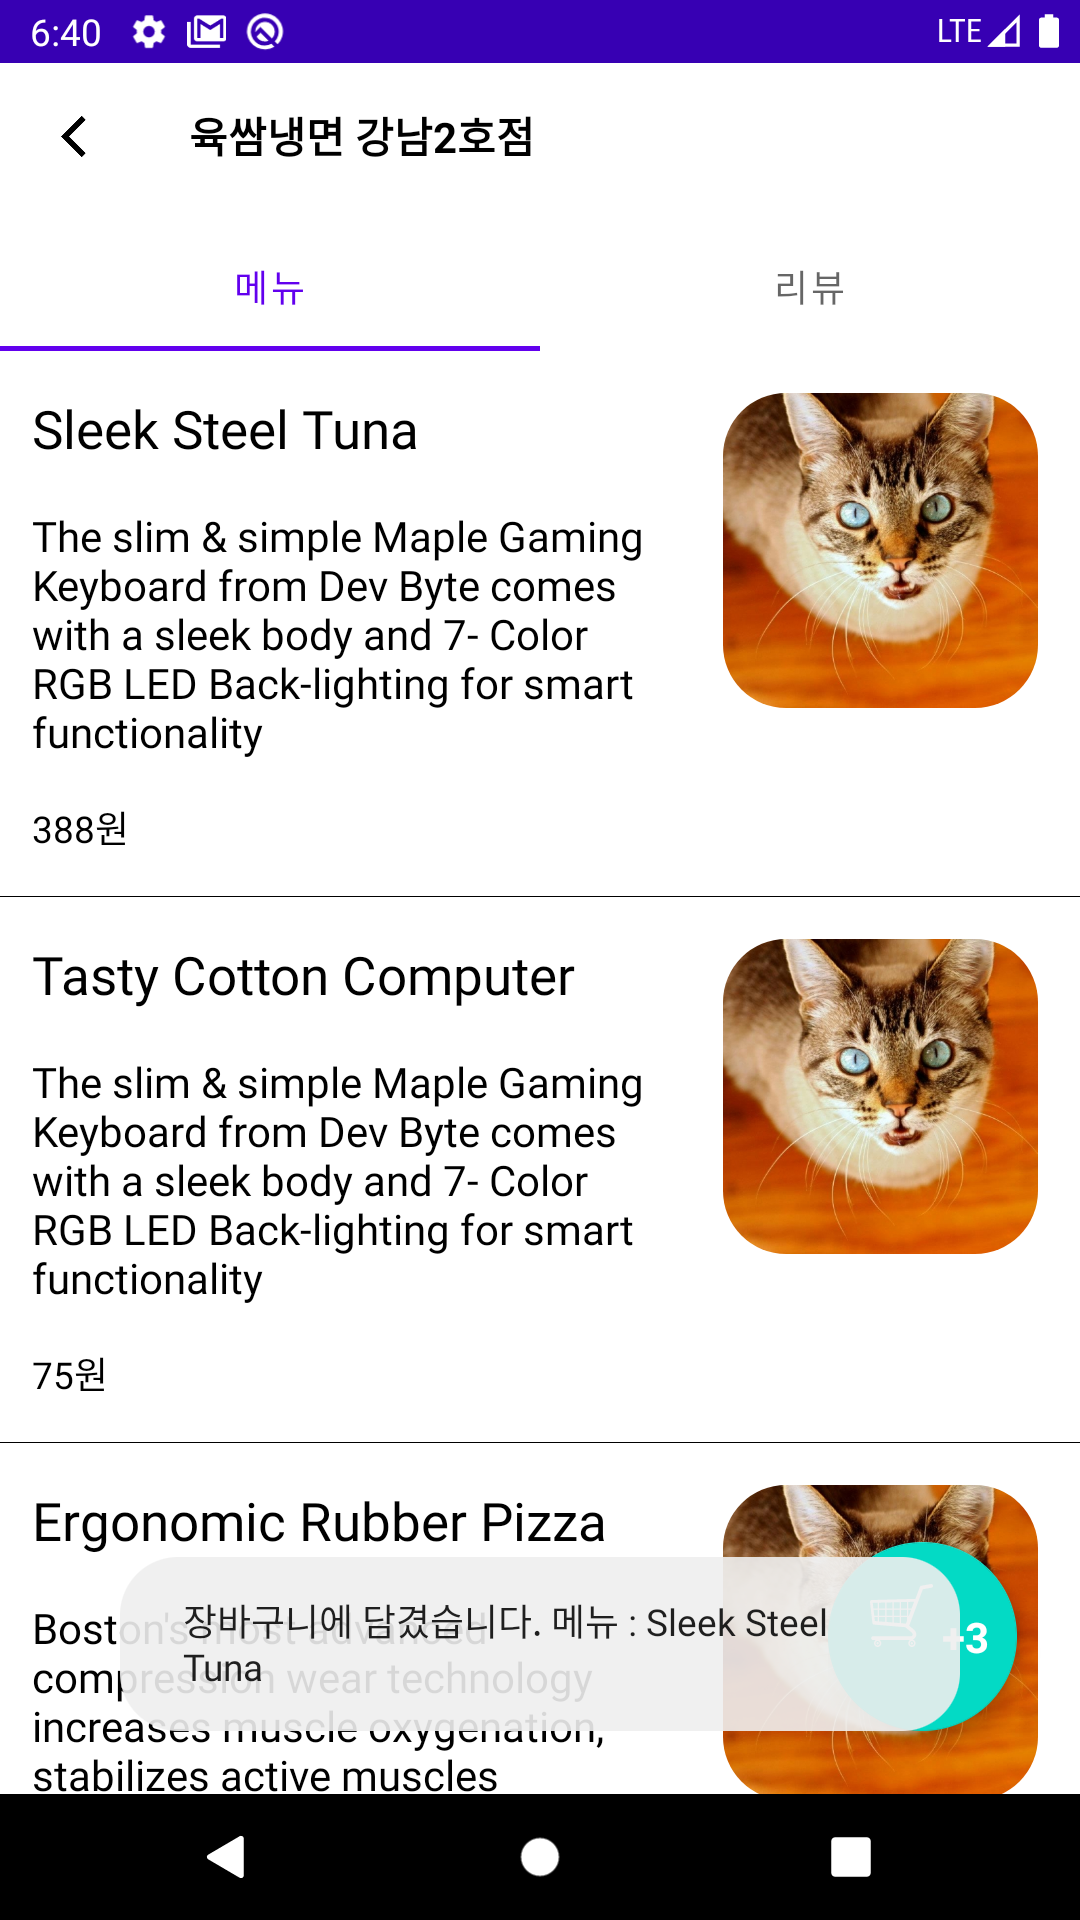 6:40
LTE
육쌈냉면 강남2호점
메뉴
리뷰
Sleek Steel Tuna
The slim & simple Maple Gaming
Keyboard from Dev Byte comes
with a sleek body and 7- Color
RGB LED Back-lighting for smart
functionality
388원
Tasty Cotton Computer
The slim & simple Maple Gaming
Keyboard from Dev Byte comes
with a sleek body and 7- Color
RGB LED Back-lighting for smart
functionality
75원
Ergonomic Rubber Pizza
Boston's most advanced
compression wear technology
increases muscle oxygenation,
stabilizes active muscles
장바구니에 담겼습니다. 메뉴 : Sleek Steel
Tuna
+3